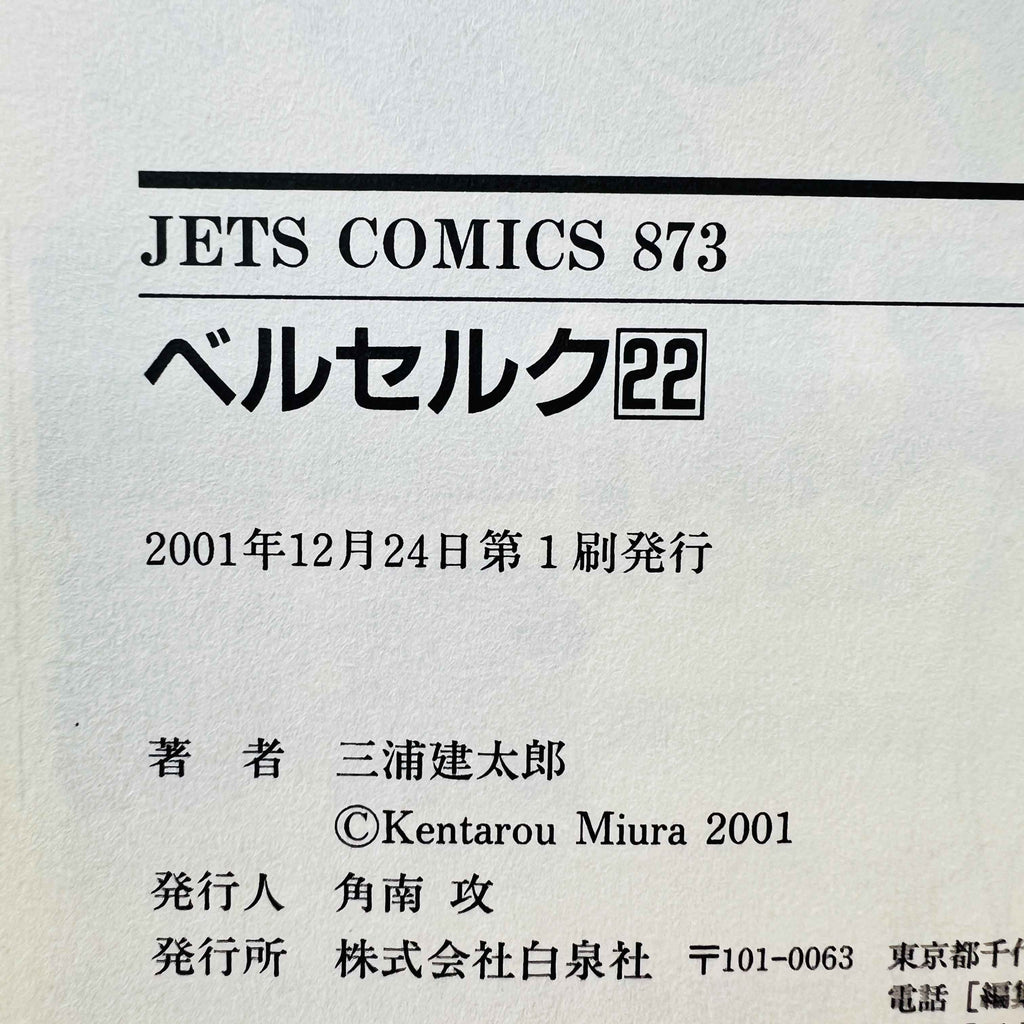 JETS COMICS 873
ベルセルク22
2001年12月24日第1刷発行
著 者 三浦建太郎
©Kentarou Miura 2001
発行人 角南 攻
発行所 株式会社白泉社 〒101-0063 東京都千代
電話 [編集